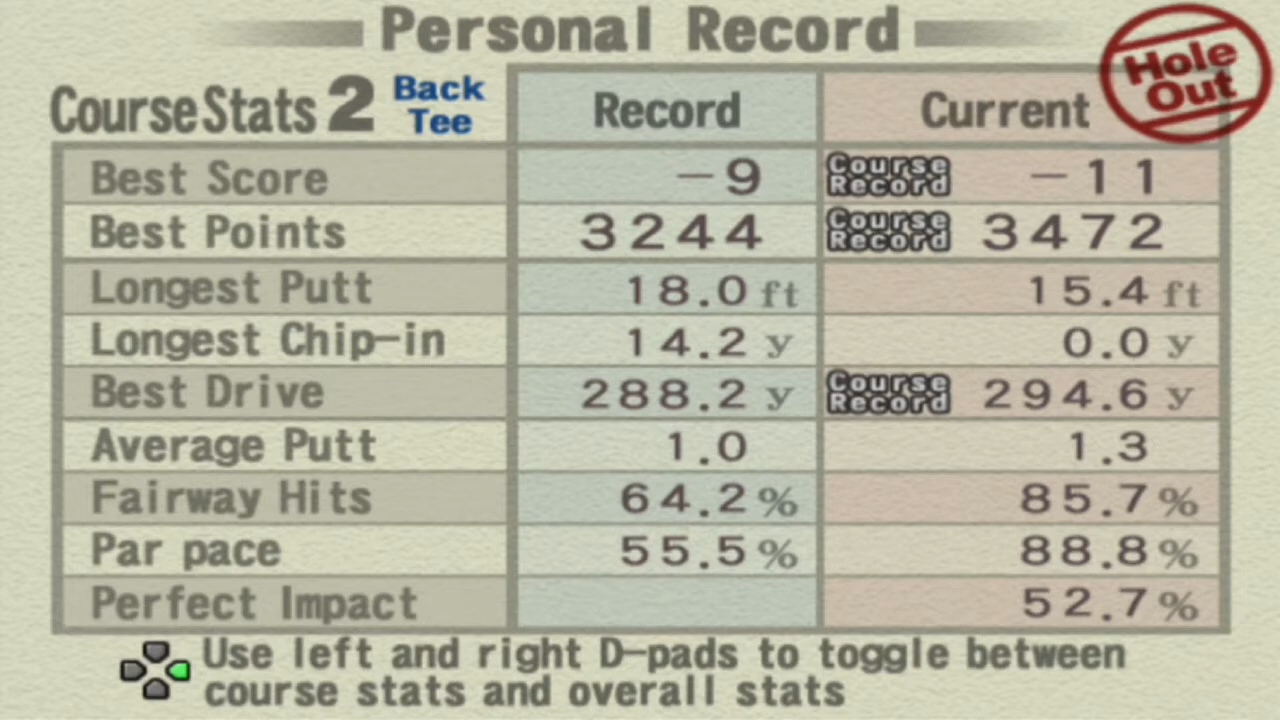 Personal Record
Hole Out
Course Stats 2 Back Tee Record Current
Best Score -9 Course Record -11
Best Points 3244 Course Record 3472
Longest Putt 18.0 ft 15.4 ft
Longest Chip-in 14.2 y 0.0 y
Best Drive 288.2 y Course Record 294.6 y
Average Putt 1.0 1.3
Fairway Hits 64.2 % 85.7 %
Par pace 55.5 % 88.8 %
Perfect Impact 52.7 %
Use left and right D-pads to toggle between
course stats and overall stats